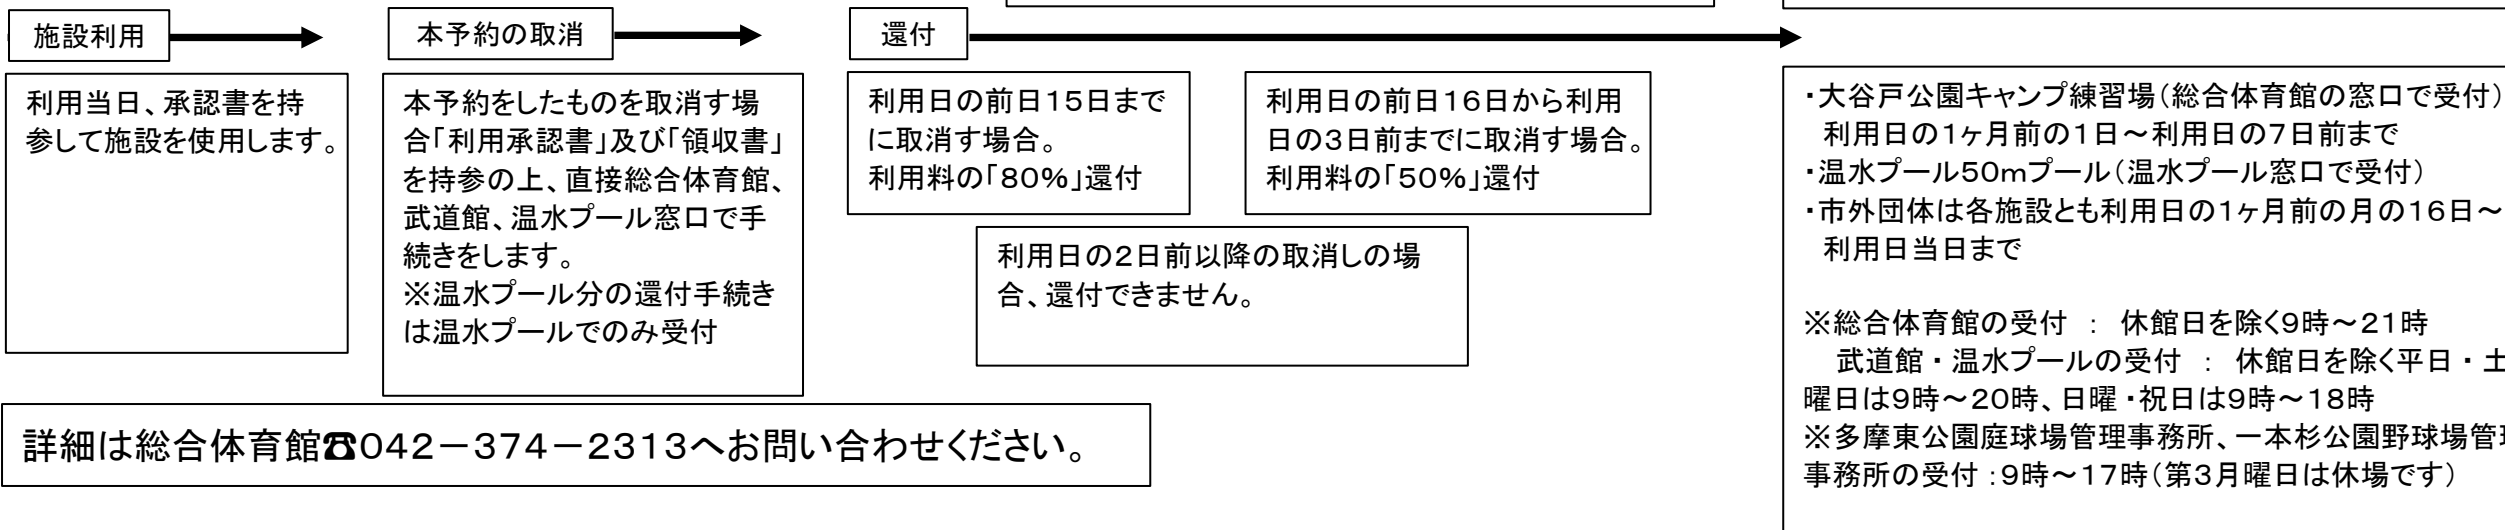 施設利用
本予約の取消
還付
利用当日、承認書を持
参して施設を使用します。
本予約をしたものを取消す場
合「利用承認書」及び「領収書」
を持参の上、直接総合体育館、
武道館、温水プール窓口で手
続きをします。
※温水プール分の還付手続き
は温水プールでのみ受付
利用日の前日15日まで
に取消す場合。
利用料の「80%」還付
利用日の前日16日から利用
日の3日前までに取消す場合。
利用料の「50%」還付
利用日の2日前以降の取消しの場
合、還付できません。
・大谷戸公園キャンプ練習場(総合体育館の窓口で受付)
利用日の1ヶ月前の1日~利用日の7日前まで
・温水プール50mプール(温水プール窓口で受付)
・市外団体は各施設とも利用日の1ヶ月前の月の16日~
利用日当日まで
※総合体育館の受付 : 休館日を除く9時~21時
武道館・温水プールの受付 : 休館日を除く平日・土
曜日は9時~20時、日曜・祝日は9時~18時
※多摩東公園庭球場管理事務所、一本杉公園野球場管理
事務所の受付:9時~17時(第3月曜日は休場です)
詳細は総合体育館☎042-374-2313へお問い合わせください。